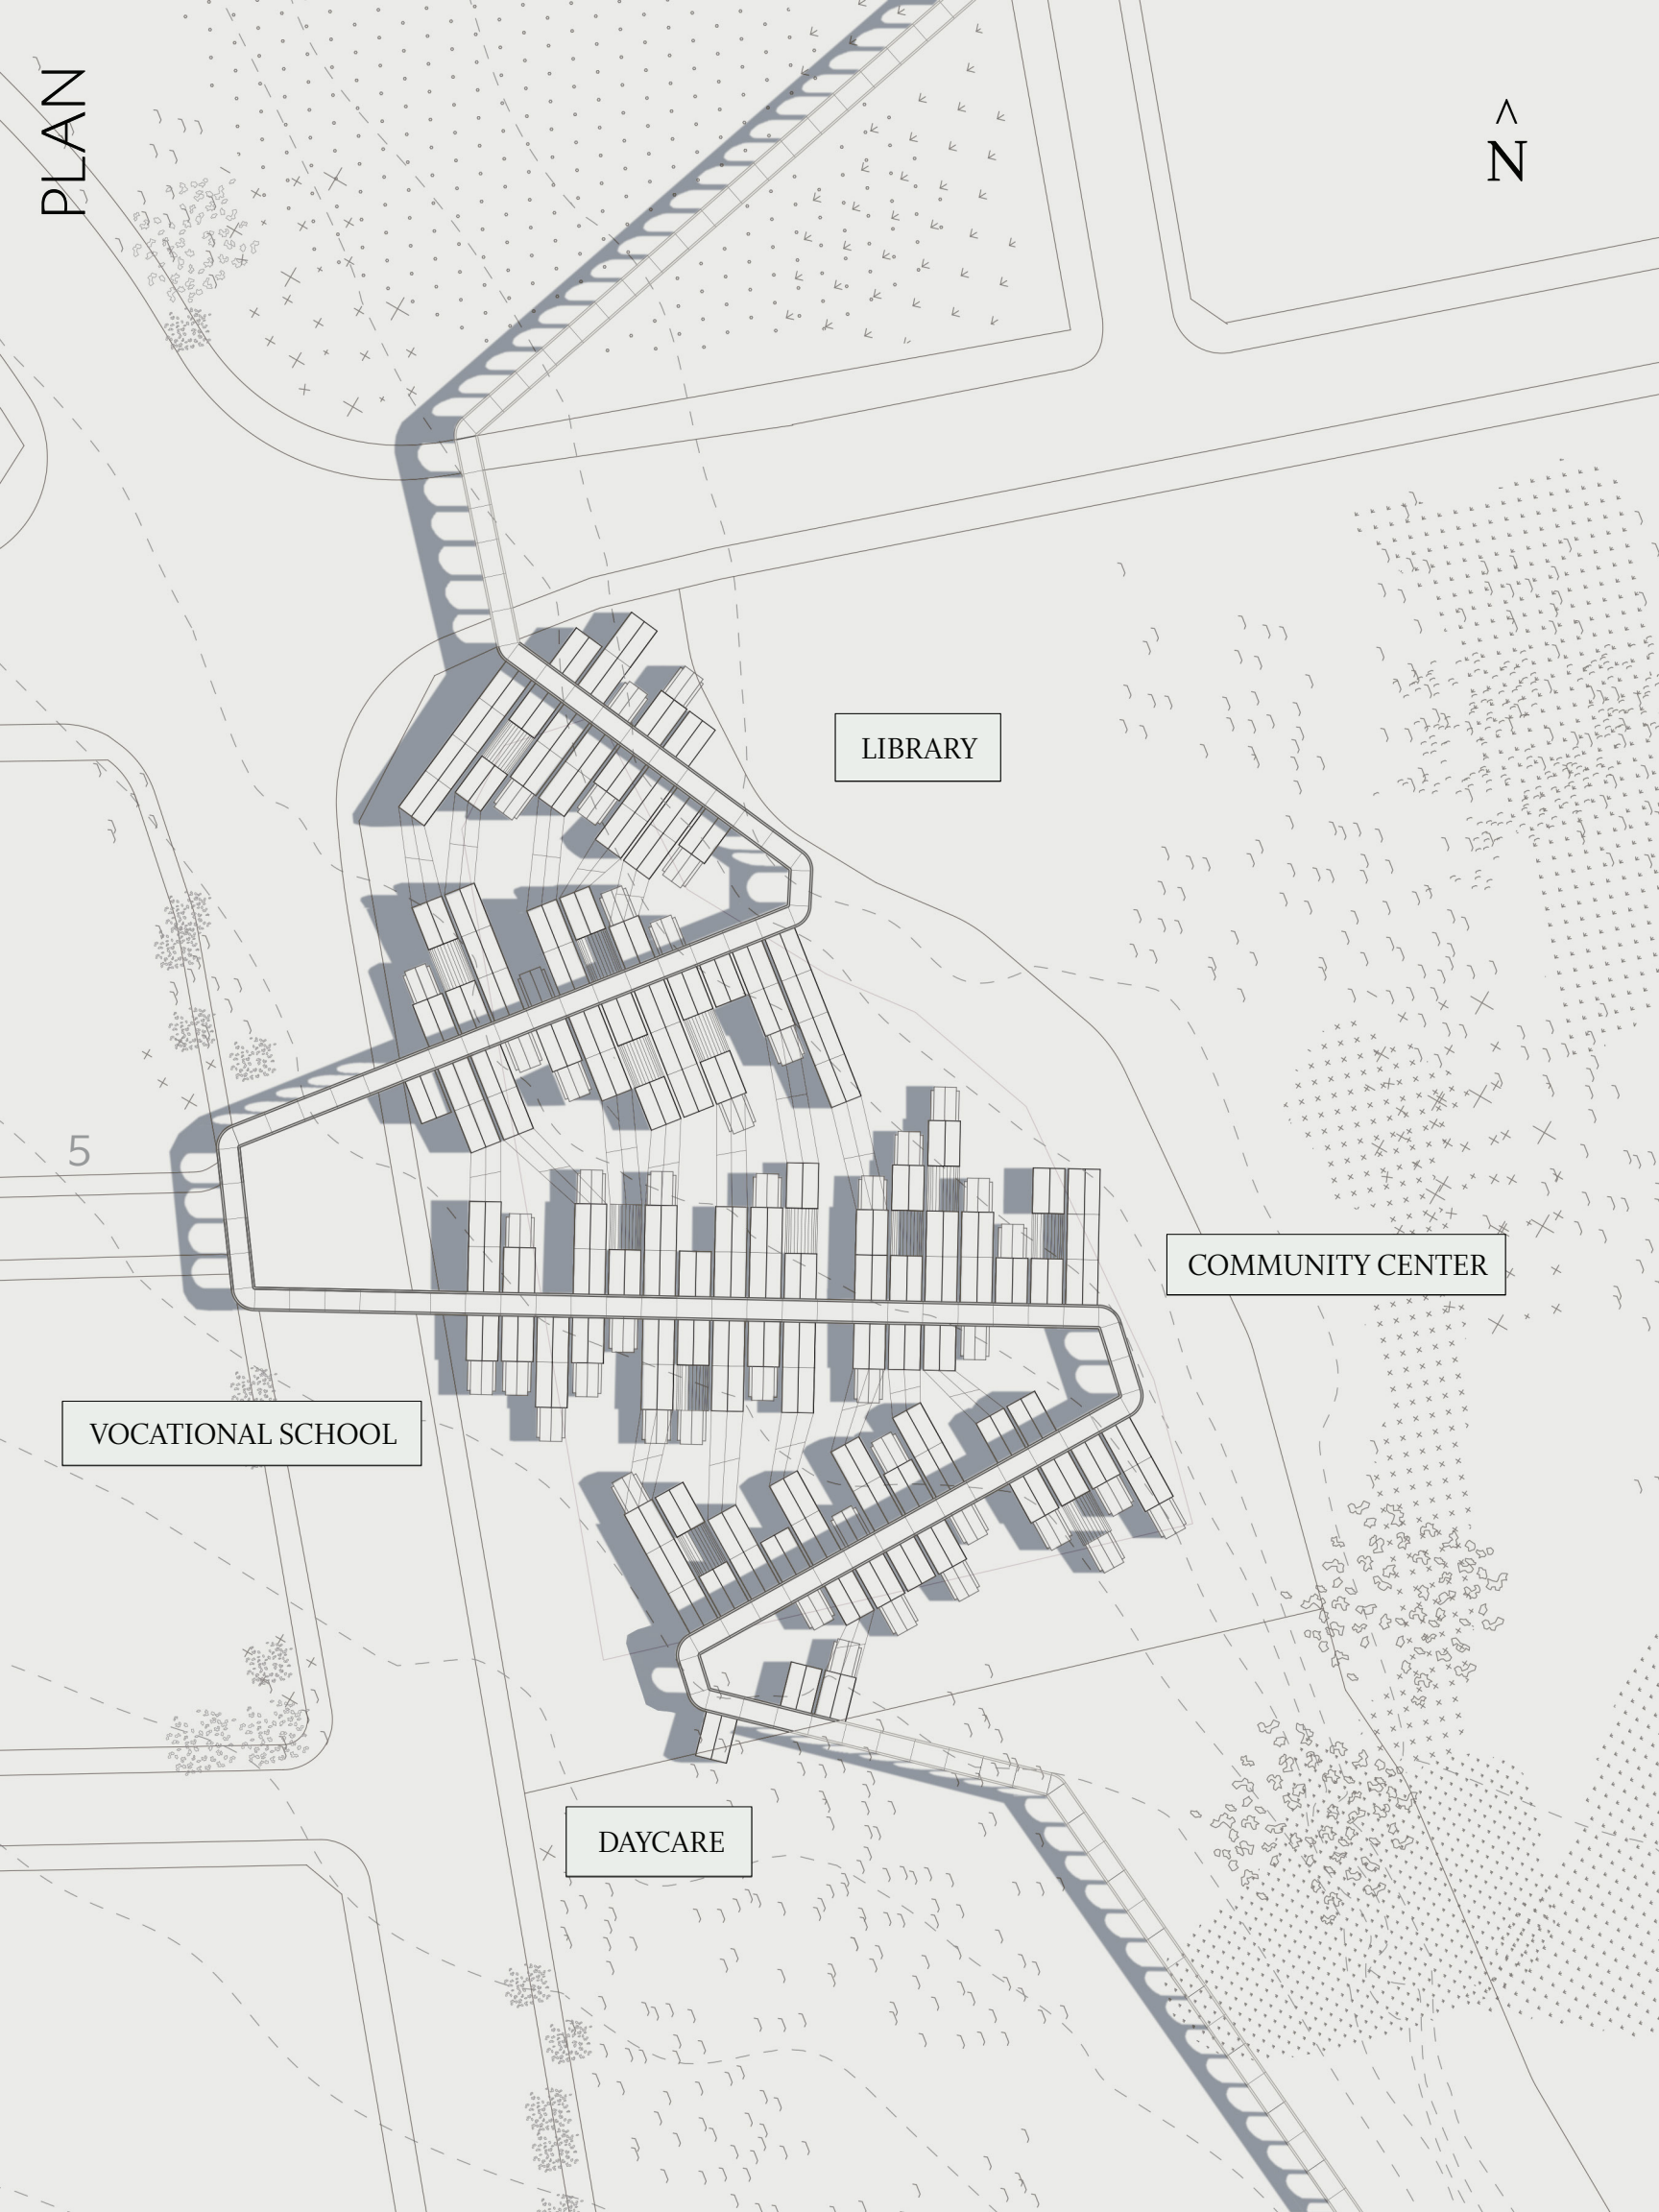 PLAN
^
N
LIBRARY
5
COMMUNITY CENTER
VOCATIONAL SCHOOL
DAYCARE